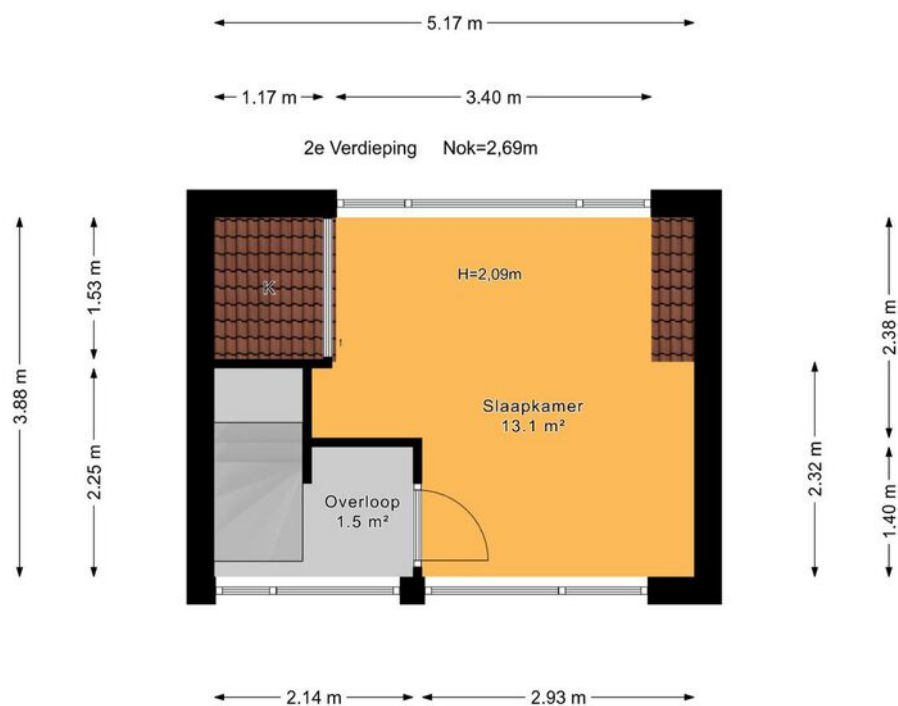 5.17 m
1.17 m
3.40 m
2e Verdieping Nok=2,69m
K
H=2,09m
1.53 m
2.38 m
3.88 m
Slaapkamer
13.1 m²
2.25 m
2.32 m
Overloop
1.5 m²
1.40 m
2.14 m
2.93 m